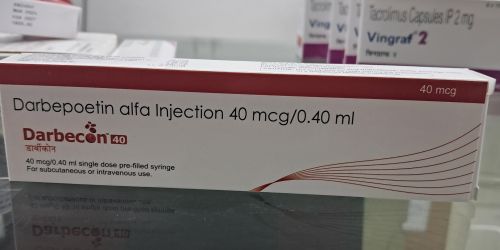 Tacrolimus Capsules IP 2 mg
Vingraf 2
40 mcg
Darbepoetin alfa Injection 40 mcg/0.40 ml
Darbecon 40
डार्बीकॉन
40 mcg/0.40 ml single dose pre-filled syringe
For subcutaneous or intravenous use.